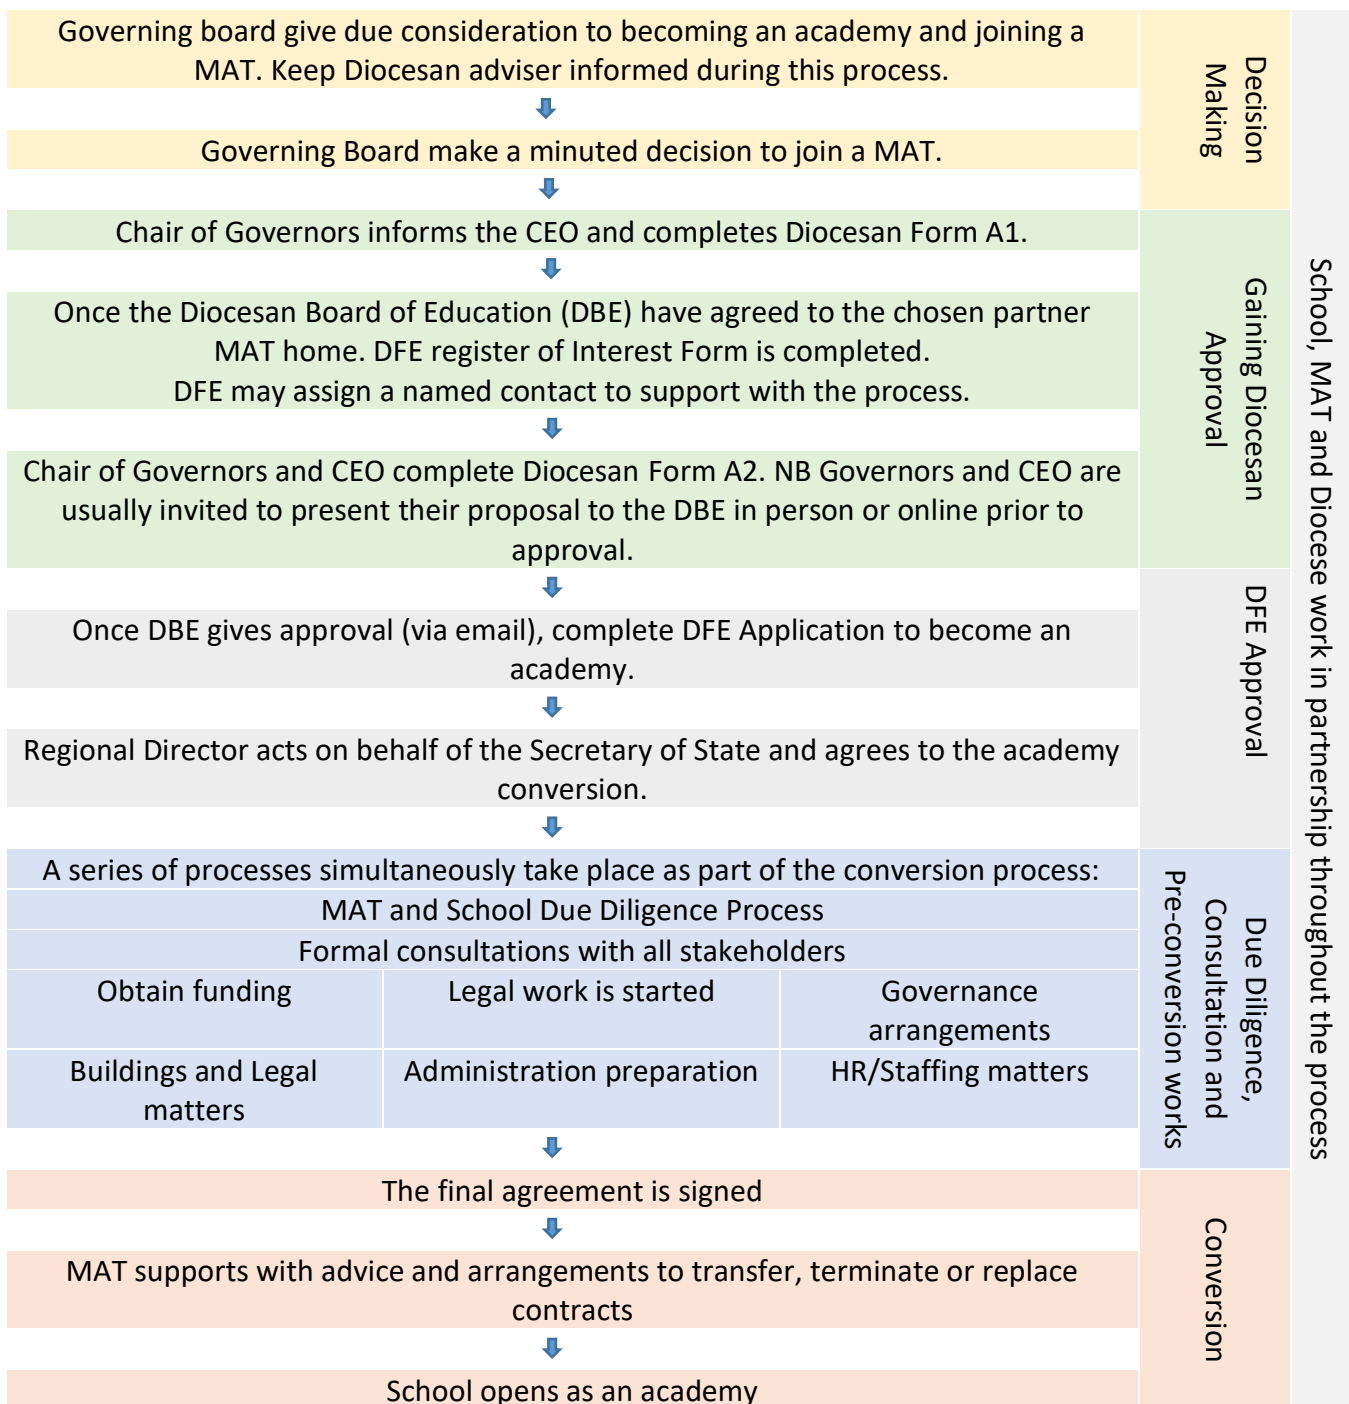 Governing board give due consideration to becoming an academy and joining a
MAT. Keep Diocesan adviser informed during this process.
Governing Board make a minuted decision to join a MAT.
Decision
Making
Chair of Governors informs the CEO and completes Diocesan Form A1.
Once the Diocesan Board of Education (DBE) have agreed to the chosen partner
MAT home. DFE register of Interest Form is completed.
DFE may assign a named contact to support with the process.
Chair of Governors and CEO complete Diocesan Form A2. NB Governors and CEO are
usually invited to present their proposal to the DBE in person or online prior to
approval.
Gaining Diocesan
Approval
Once DBE gives approval (via email), complete DFE Application to become an
academy.
Regional Director acts on behalf of the Secretary of State and agrees to the academy
conversion.
DFE Approval
A series of processes simultaneously take place as part of the conversion process:
MAT and School Due Diligence Process
Formal consultations with all stakeholders
Obtain funding
Legal work is started
Governance
arrangements
Buildings and Legal
matters
Administration preparation
HR/Staffing matters
Due Diligence,
Consultation and
Pre-conversion works
The final agreement is signed
MAT supports with advice and arrangements to transfer, terminate or replace
contracts
School opens as an academy
Conversion
School, MAT and Diocese work in partnership throughout the process